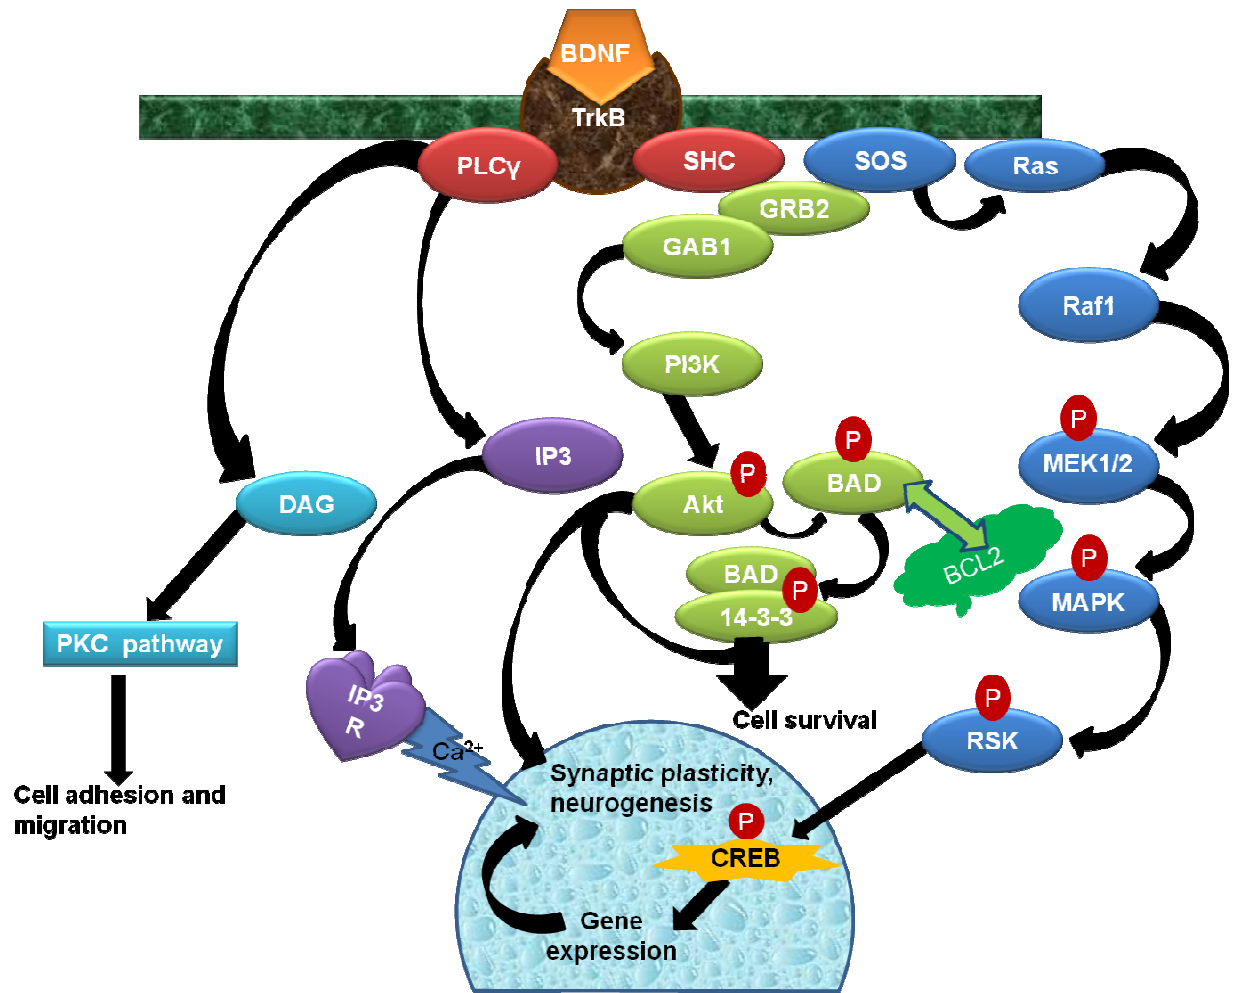 BDNF
TrkB
PLCγ
SHC
SOS
Ras
GRB2
GAB1
Raf1
PI3K
P
MEK1/2
P
BAD
IP3
P
Akt
DAG
BCL2
P
MAPK
BAD
P
14-3-3
PKC pathway
IP3
R
Ca2+
Cell survival
P
RSK
Synaptic plasticity,
neurogenesis
Cell adhesion and
migration
P
CREB
Gene
expression